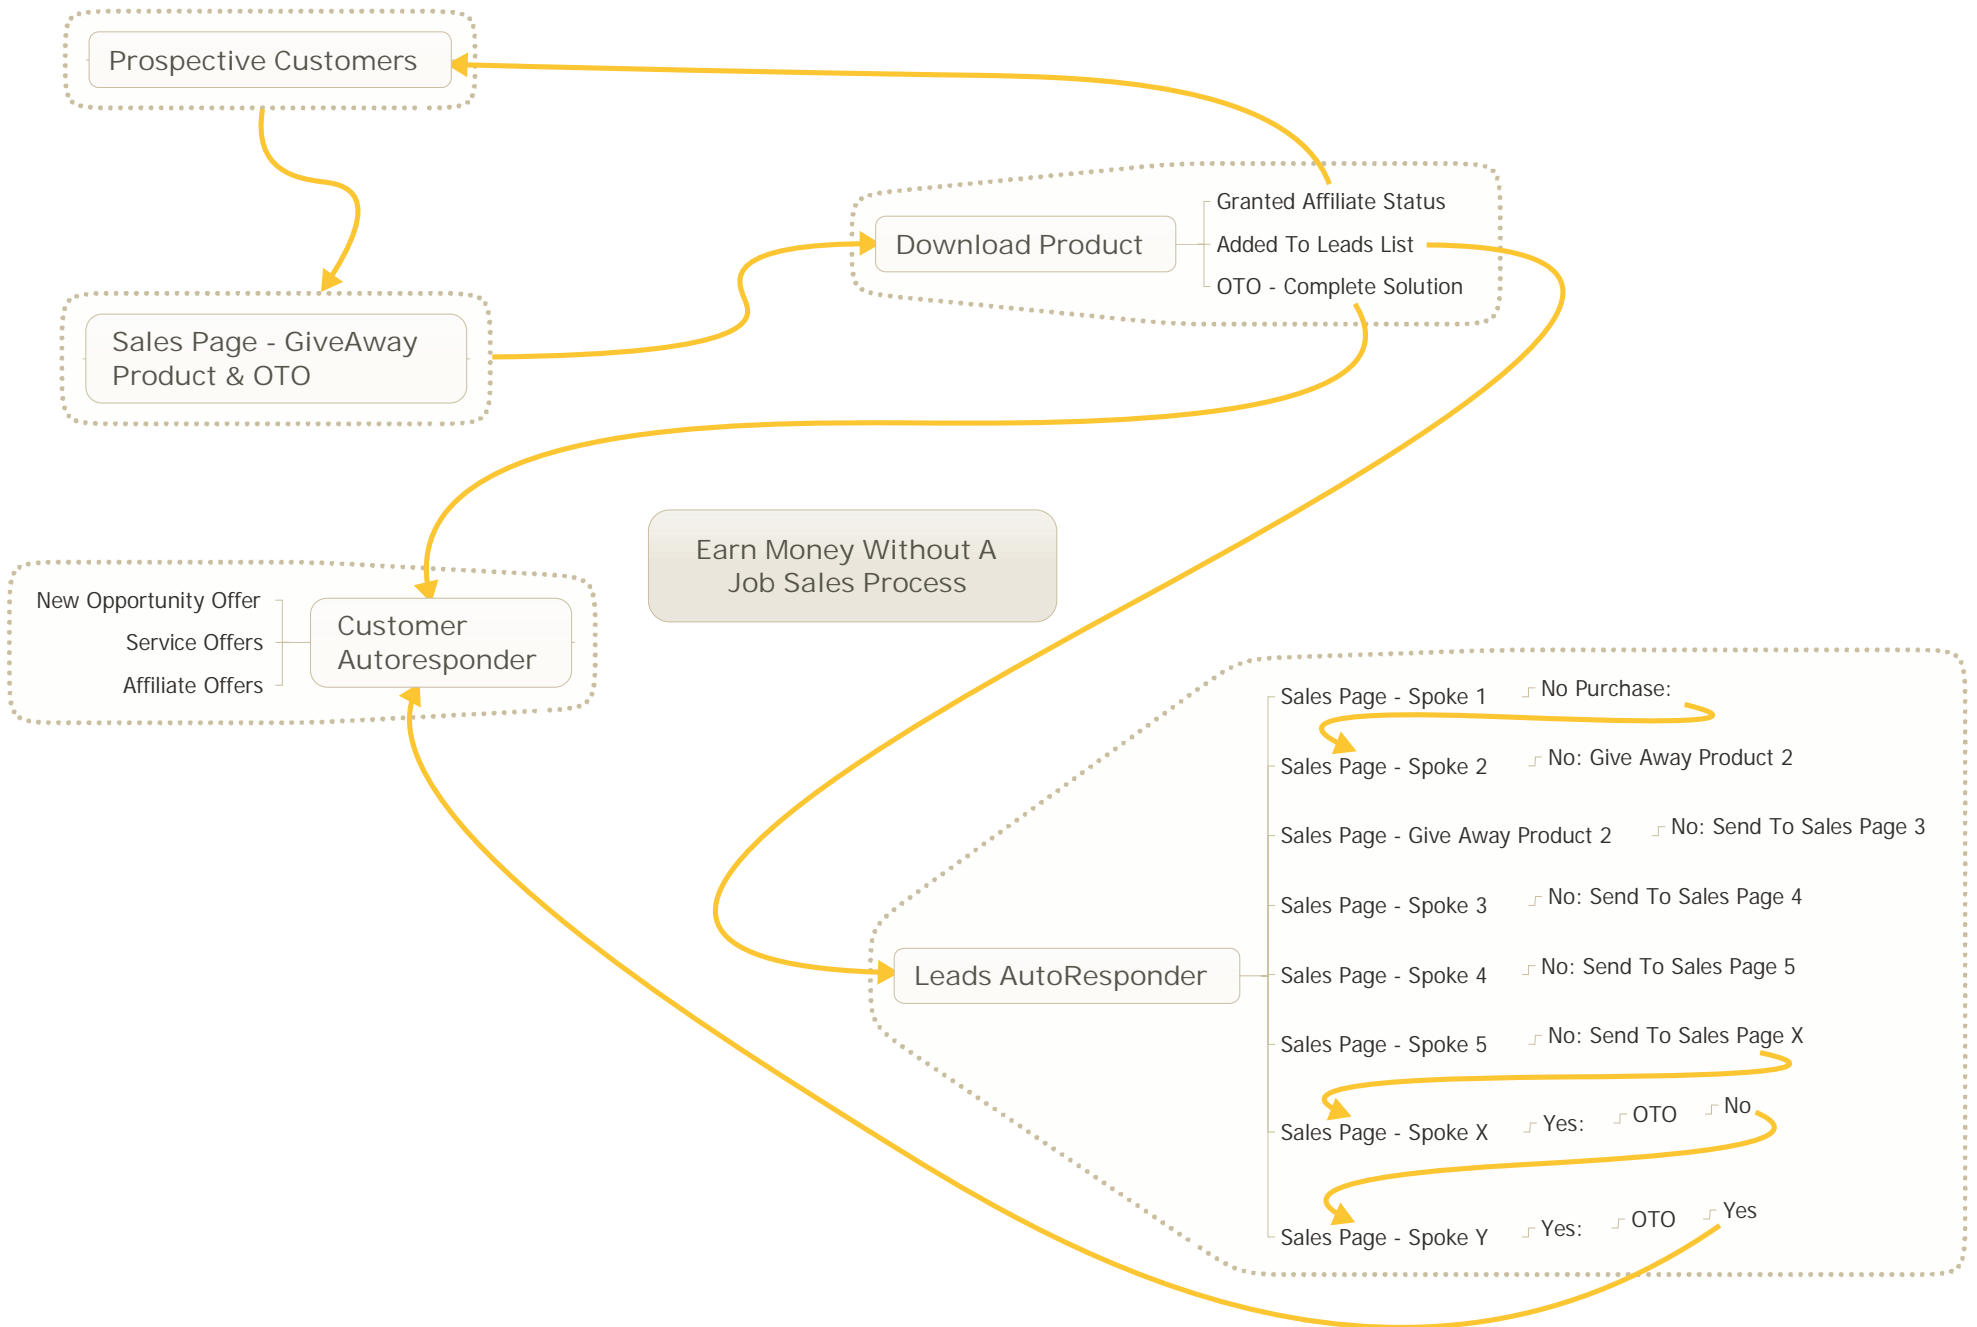 Prospective Customers
Granted Affiliate Status
Download Product
Added To Leads List
OTO - Complete Solution
Sales Page - GiveAway
Product & OTO
Earn Money Without A
Job Sales Process
New Opportunity Offer
Service Offers
Affiliate Offers
Customer
Autoresponder
Leads AutoResponder
Sales Page - Spoke 1
No Purchase:
Sales Page - Spoke 2
No: Give Away Product 2
Sales Page - Give Away Product 2
No: Send To Sales Page 3
Sales Page - Spoke 3
No: Send To Sales Page 4
Sales Page - Spoke 4
No: Send To Sales Page 5
Sales Page - Spoke 5
No: Send To Sales Page X
Sales Page - Spoke X
Yes:
OTO
No
Sales Page - Spoke Y
Yes:
OTO
Yes